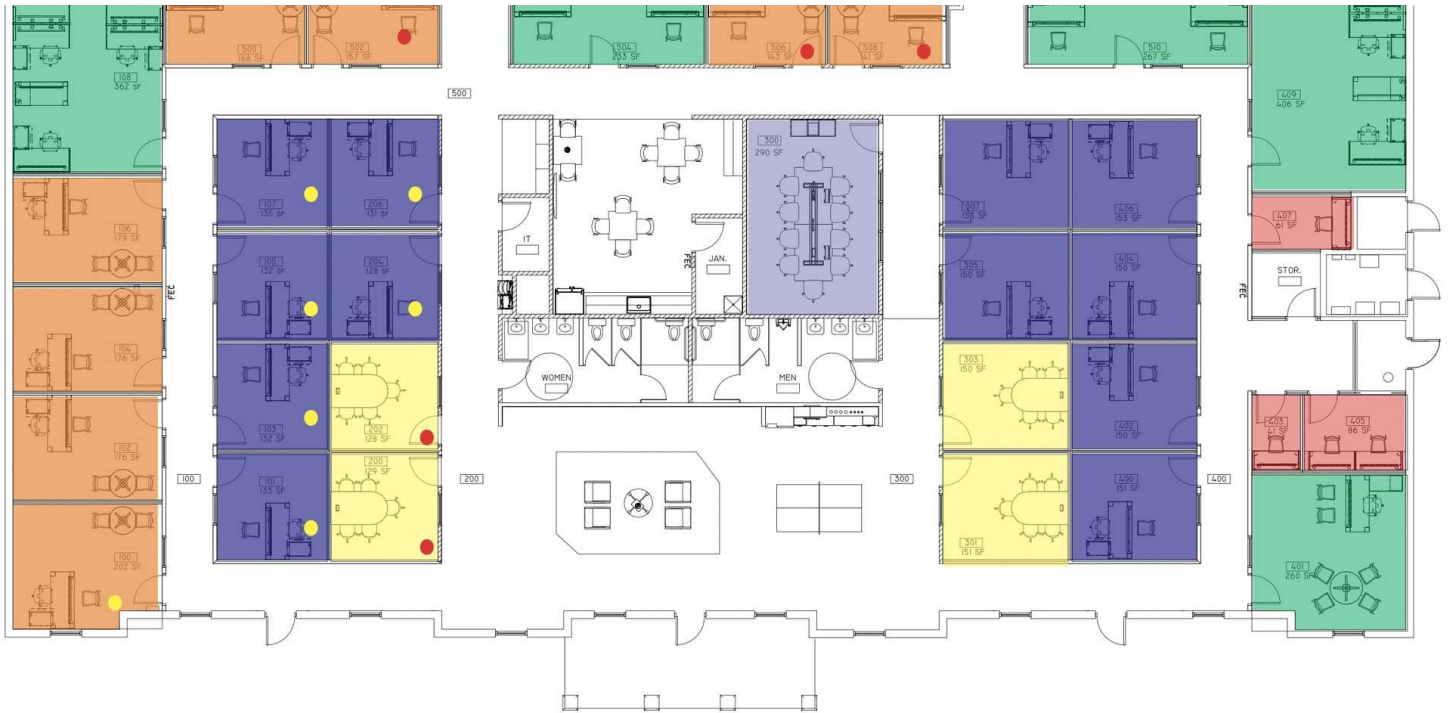 500
168 SF
502
157 SF
504
233 SF
506
143 SF
508
141 SF
510
267 SF
108
362 SF
500
409
406 SF
107
135 SF
206
131 SF
300
290 SF
307
153 SF
406
153 SF
106
179 SF
IT
407
61 SF
105
132 SF
204
128 SF
FEC
JAN.
305
150 SF
404
150 SF
STOR.
FEC
FEC
104
176 SF
103
132 SF
202
128 SF
WOMEN
MEN
303
150 SF
402
150 SF
403
41 SF
405
86 SF
102
176 SF
100
101
133 SF
200
129 SF
200
300
301
151 SF
400
151 SF
400
100
202 SF
401
260 SF